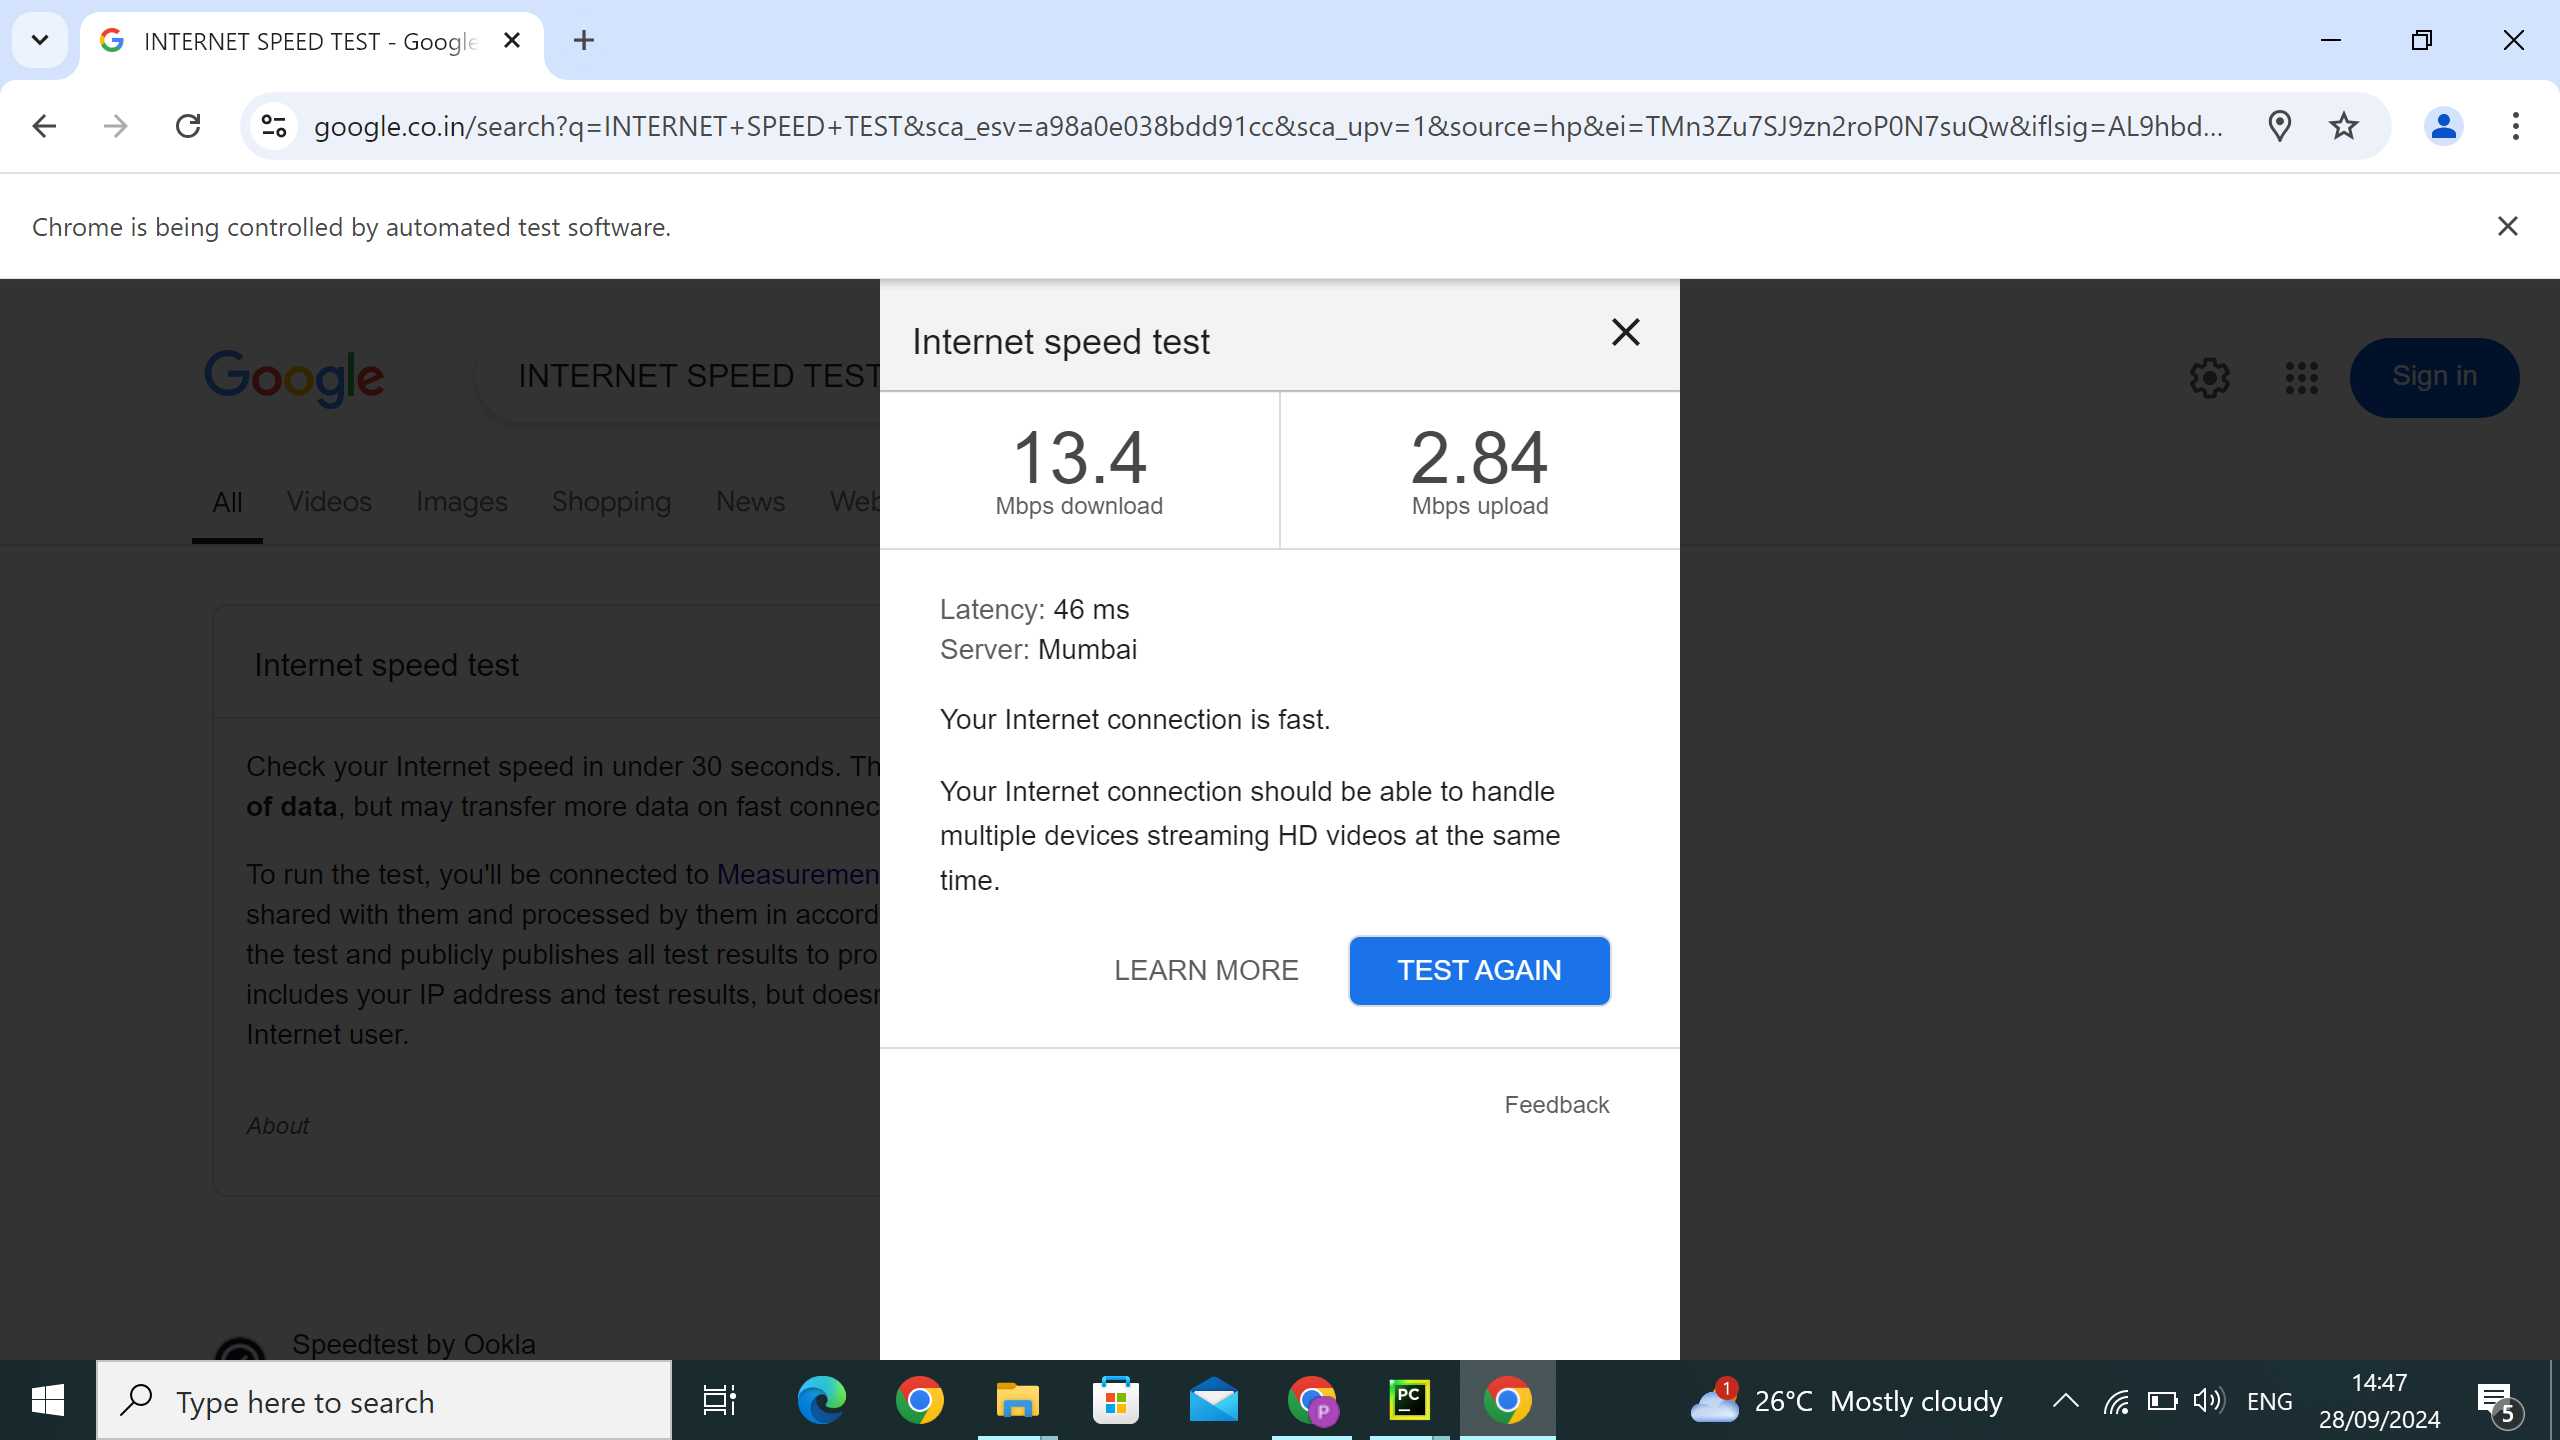 INTERNET SPEED TEST - Google
google.co.in/search?q=INTERNET+SPEED+TEST&sca_esv=a98a0e038bdd91cc&sca_upv=1&source=hp&ei=TMn3Zu7SJ9zn2roP0N7suQw&iflsig=AL9hbd...
Chrome is being controlled by automated test software.
Google
INTERNET SPEED TEST
Sign in
All Videos Images Shopping News Web
Internet speed test
Check your Internet speed in under 30 seconds. Th
of data, but may transfer more data on fast connec
To run the test, you'll be connected to Measuremen
shared with them and processed by them in accord
the test and publicly publishes all test results to pro
includes your IP address and test results, but doesn
Internet user.
About
Speedtest by Ookla
Internet speed test
13.4
Mbps download
2.84
Mbps upload
Latency: 46 ms
Server: Mumbai
Your Internet connection is fast.
Your Internet connection should be able to handle
multiple devices streaming HD videos at the same
time.
LEARN MORE
TEST AGAIN
Feedback
Type here to search
P
PC
1
26°C Mostly cloudy
ENG
14:47
28/09/2024
5